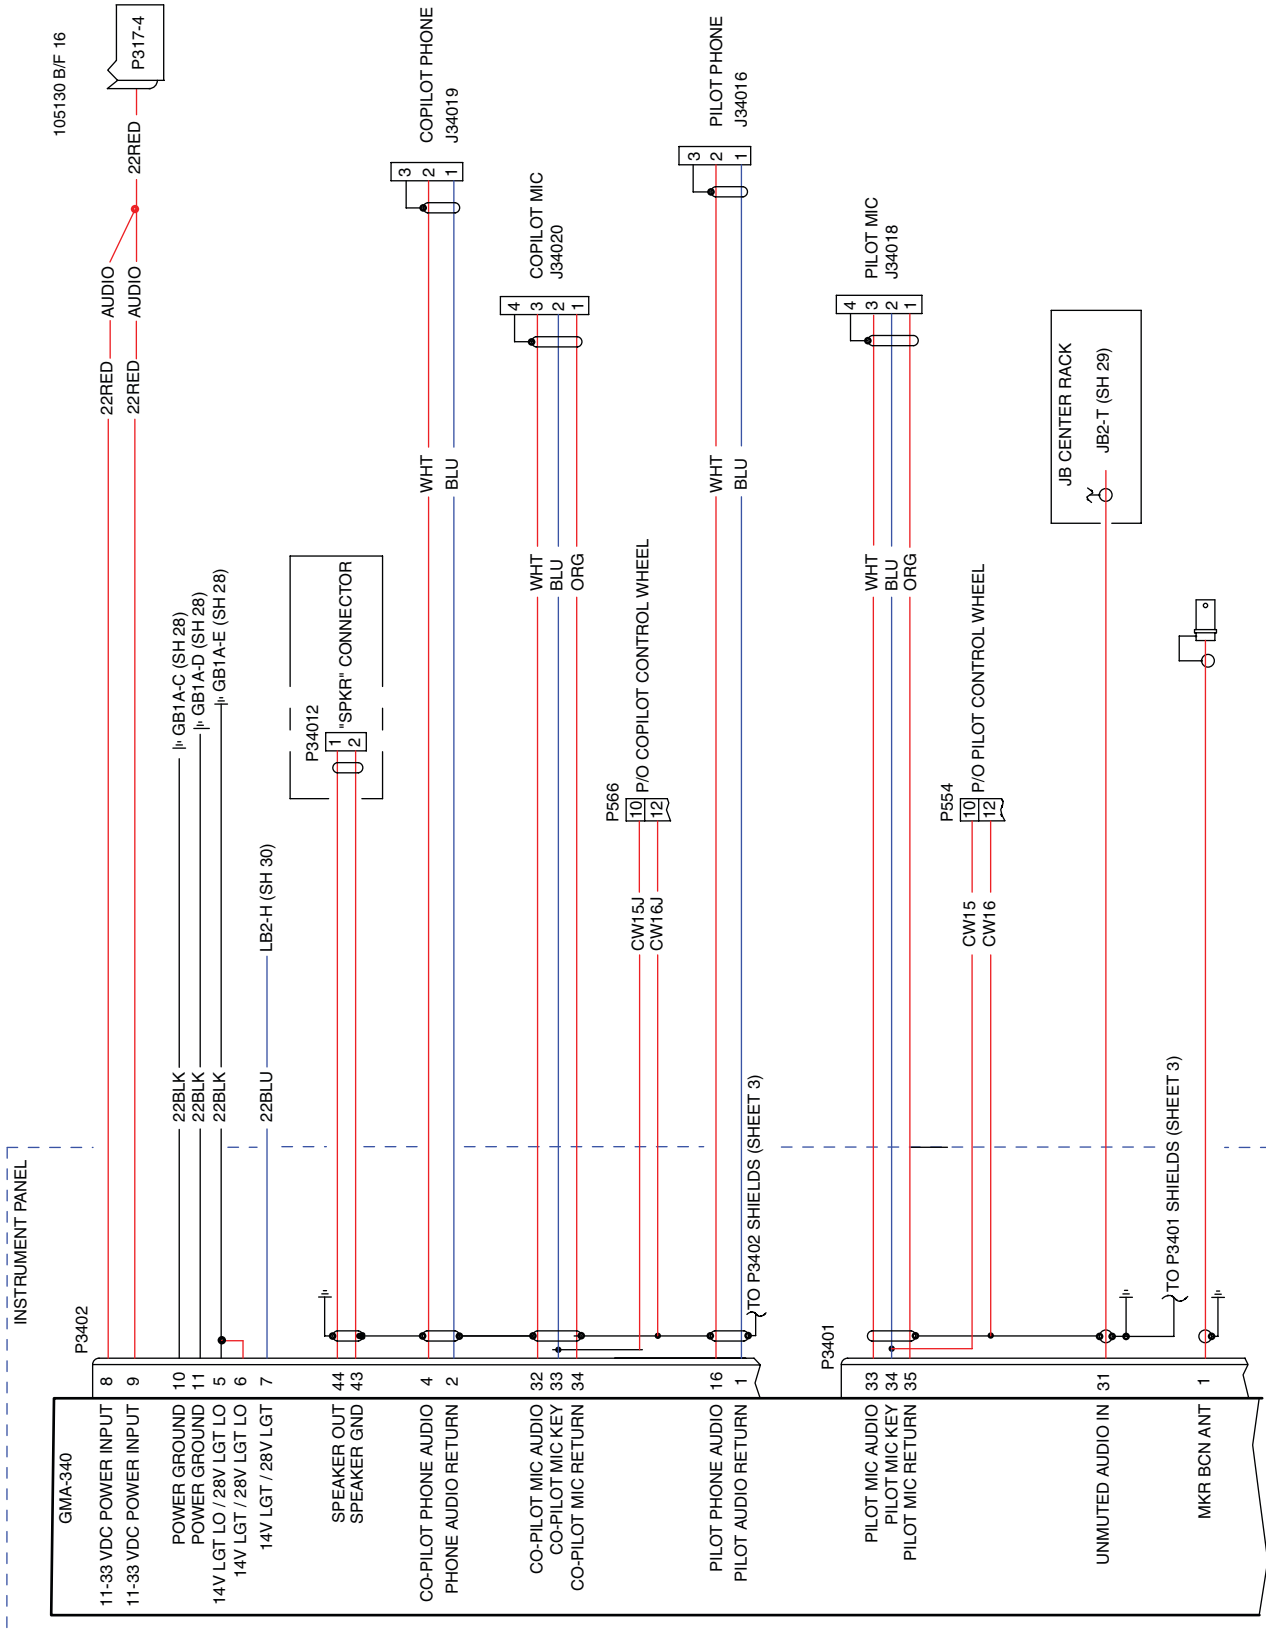 105130 B/F 16
P317-4
22RED
AUDIO
AUDIO
22RED
22RED
INSTRUMENT PANEL
P3402
GMA-340
11-33 VDC POWER INPUT 8
11-33 VDC POWER INPUT 9
POWER GROUND 10 22BLK GB1A-C (SH 28)
POWER GROUND 11 22BLK GB1A-D (SH 28)
14V LGT LO / 28V LGT LO 5 22BLK GB1A-E (SH 28)
14V LGT / 28V LGT LO 6
14V LGT / 28V LGT 7 22BLU LB2-H (SH 30)
P34012
"SPKR" CONNECTOR
SPEAKER OUT 44 1
SPEAKER GND 43 2
COPILOT PHONE
J34019
3
CO-PILOT PHONE AUDIO 4 WHT 2
PHONE AUDIO RETURN 2 BLU 1
COPILOT MIC
J34020
4
CO-PILOT MIC AUDIO 32 WHT 3
CO-PILOT MIC KEY 33 BLU 2
CO-PILOT MIC RETURN 34 ORG 1
P566
P/O COPILOT CONTROL WHEEL
CW15J 10
CW16J 12
PILOT PHONE
J34016
3
PILOT PHONE AUDIO 16 WHT 2
PILOT AUDIO RETURN 1 BLU 1
TO P3402 SHIELDS (SHEET 3)
P3401
PILOT MIC
J34018
4
PILOT MIC AUDIO 33 WHT 3
PILOT MIC KEY 34 BLU 2
PILOT MIC RETURN 35 ORG 1
P554
P/O PILOT CONTROL WHEEL
CW15 10
CW16 12
JB CENTER RACK
UNMUTED AUDIO IN 31 JB2-T (SH 29)
TO P3401 SHIELDS (SHEET 3)
MKR BCN ANT 1